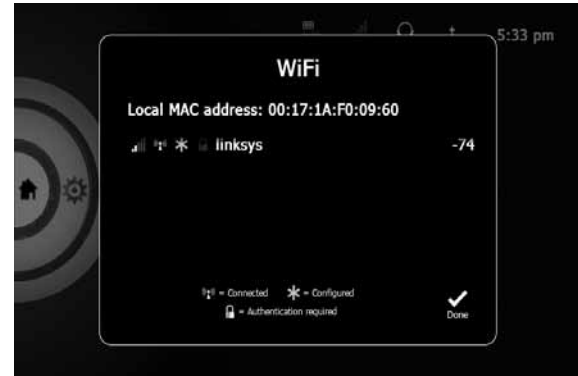 5:33 pm
WiFi
Local MAC address: 00:17:1A:F0:09:60
linksys -74
= Connected = Configured
= Authentication required
Done